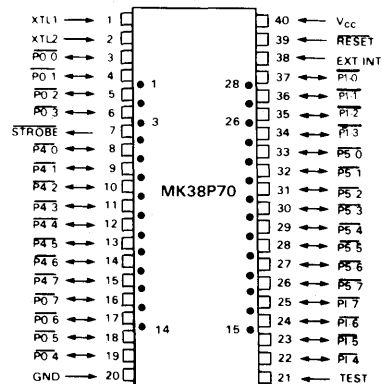 XTL1 1
XTL2 2
P0 0 3
P0 1 4
P0 2 5
P0 3 6
STROBE 7
P4 0 8
P4 1 9
P4 2 10
P4 3 11
P4 4 12
P4 5 13
P4 6 14
P4 7 15
P0 7 16
P0 6 17
P0 5 18
P0 4 19
GND 20
1 28
3 26
MK38P70
14 15
40 VCC
39 RESET
38 EXT INT
37 P1-0
36 P1-1
35 P1-2
34 P1 3
33 P5 0
32 P5 1
31 P5 2
30 P5 3
29 P5 4
28 P5 5
27 P5 6
26 P5 7
25 P1 7
24 P1 6
23 P1 5
22 P1 4
21 TEST